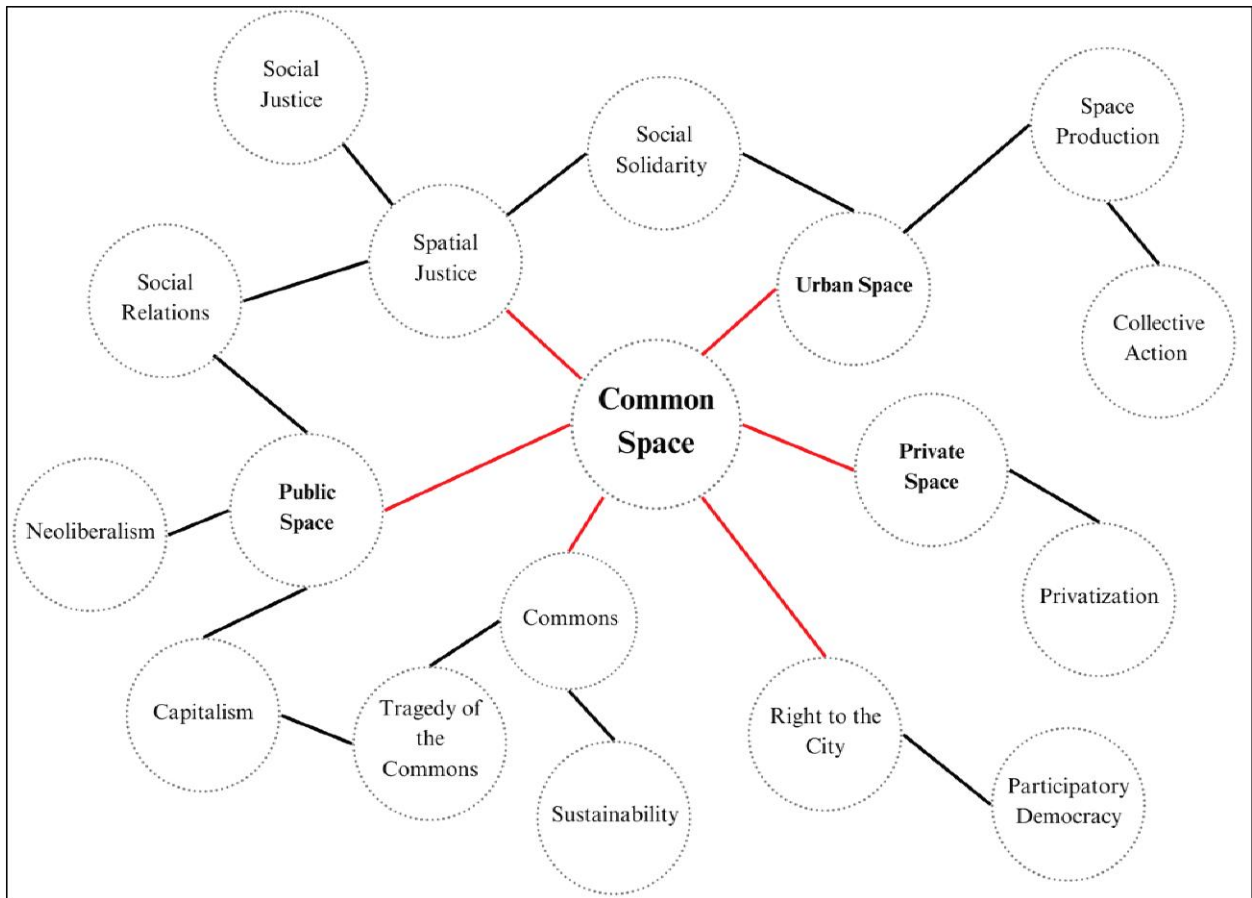 Social
Justice
Social
Solidarity
Space
Production
Spatial
Justice
Social
Relations
Urban Space
Collective
Action
Common
Space
Private
Space
Public
Space
Neoliberalism
Privatization
Commons
Capitalism
Tragedy of
the
Commons
Right to the
City
Sustainability
Participatory
Democracy